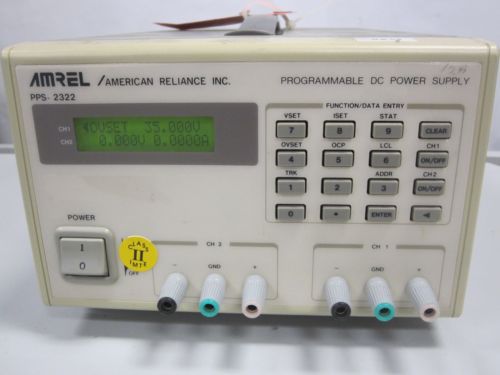 AMREL / AMERICAN RELIANCE INC.
PROGRAMMABLE DC POWER SUPPLY
PPS- 2322
FUNCTION/DATA ENTRY
VSET ISET STAT
7 8 9 CLEAR
OVSET OCP LCL CH1
4 5 6 ON/OFF
TRK ADDR CH2
1 2 3 ON/OFF
0 • ENTER
CH1 OVSET 35.000V
CH2 0.000V 0.0000A
POWER
I
0
CLASS
II
IMTE
OFF
CH 2
- GND +
CH 1
- GND +